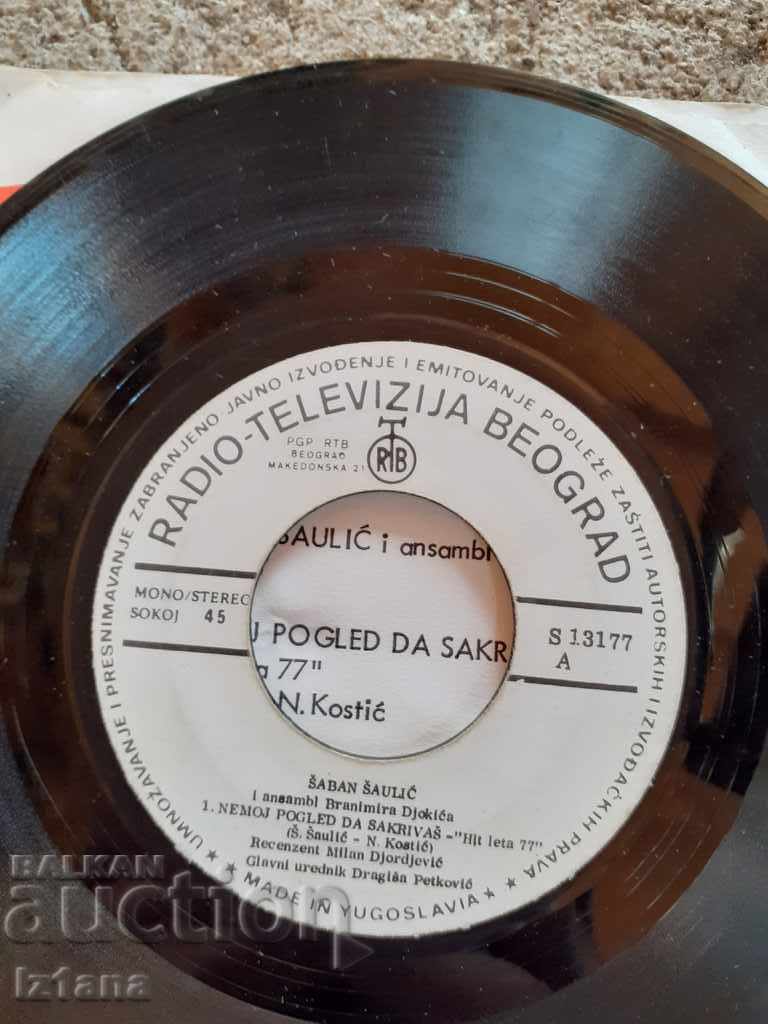 UMNOŽAVANJE I PRESNIMAVANJE ZABRANJENO JAVNO IZVOĐENJE I EMITOVANJE PODLEŽE ZAŠTITI AUTORSKIH I IZVOĐAČKIH PRAVA ★ ★ MADE IN YUGOSLAVIA ★ ★
RADIO-TELEVIZIJA BEOGRAD
PGP RTB
BEOGRAD
MAKEDONSKA 21
RTB
ŠAULIĆ i ansambl
MONO/STEREO
SOKOJ 45
S 13177
A
J POGLED DA SAKR
a 77"
N. Kostić
ŠABAN ŠAULIĆ
i ansambl Branimira Djokića
1. NEMOJ POGLED DA SAKRIVAŠ - "Hit leta 77"
(Š. Šaulić - N. Kostić)
Recenzent Milan Djordjević
Glavni urednik Dragiša Petković
BALKAN
auction
Iz1ana